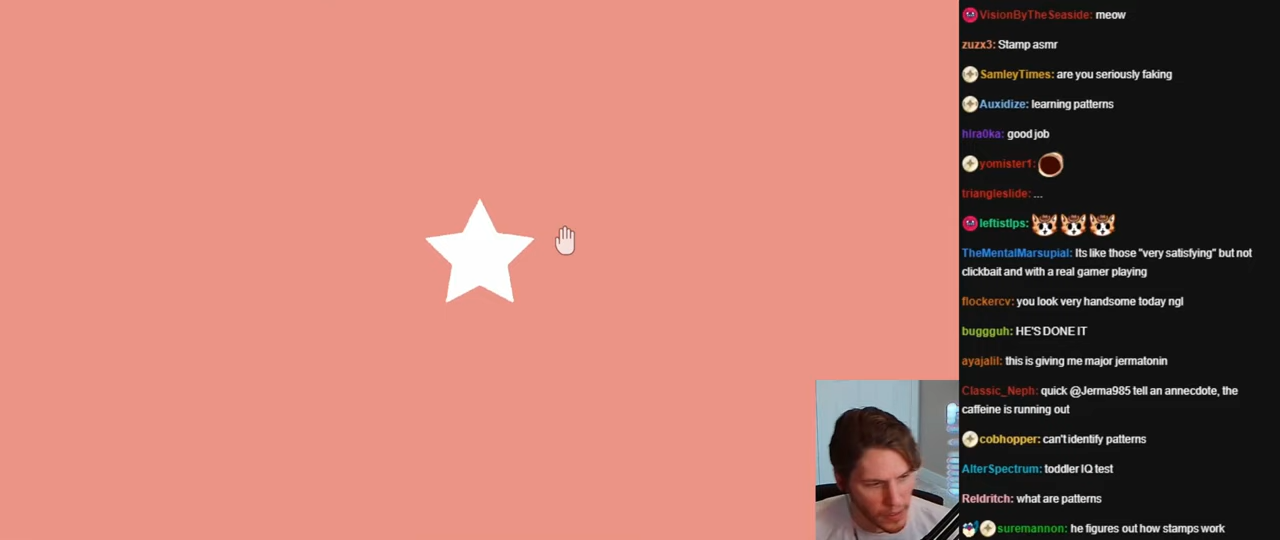 VisionByTheSeaside: meow
zuzx3: Stamp asmr
SamleyTimes: are you seriously faking
Auxidize: learning patterns
hlra0ka: good job
yomister1:
triangleslide: ...
leftistlps:
TheMentalMarsupial: Its like those "very satisfying" but not
clickbait and with a real gamer playing
flockercv: you look very handsome today ngl
buggguh: HE'S DONE IT
ayajalil: this is giving me major jermatonin
Classic_Neph: quick @Jerma985 tell an annecdote, the
caffeine is running out
cobhopper: can't identify patterns
AlterSpectrum: toddler IQ test
Reldritch: what are patterns
suremannon: he figures out how stamps work